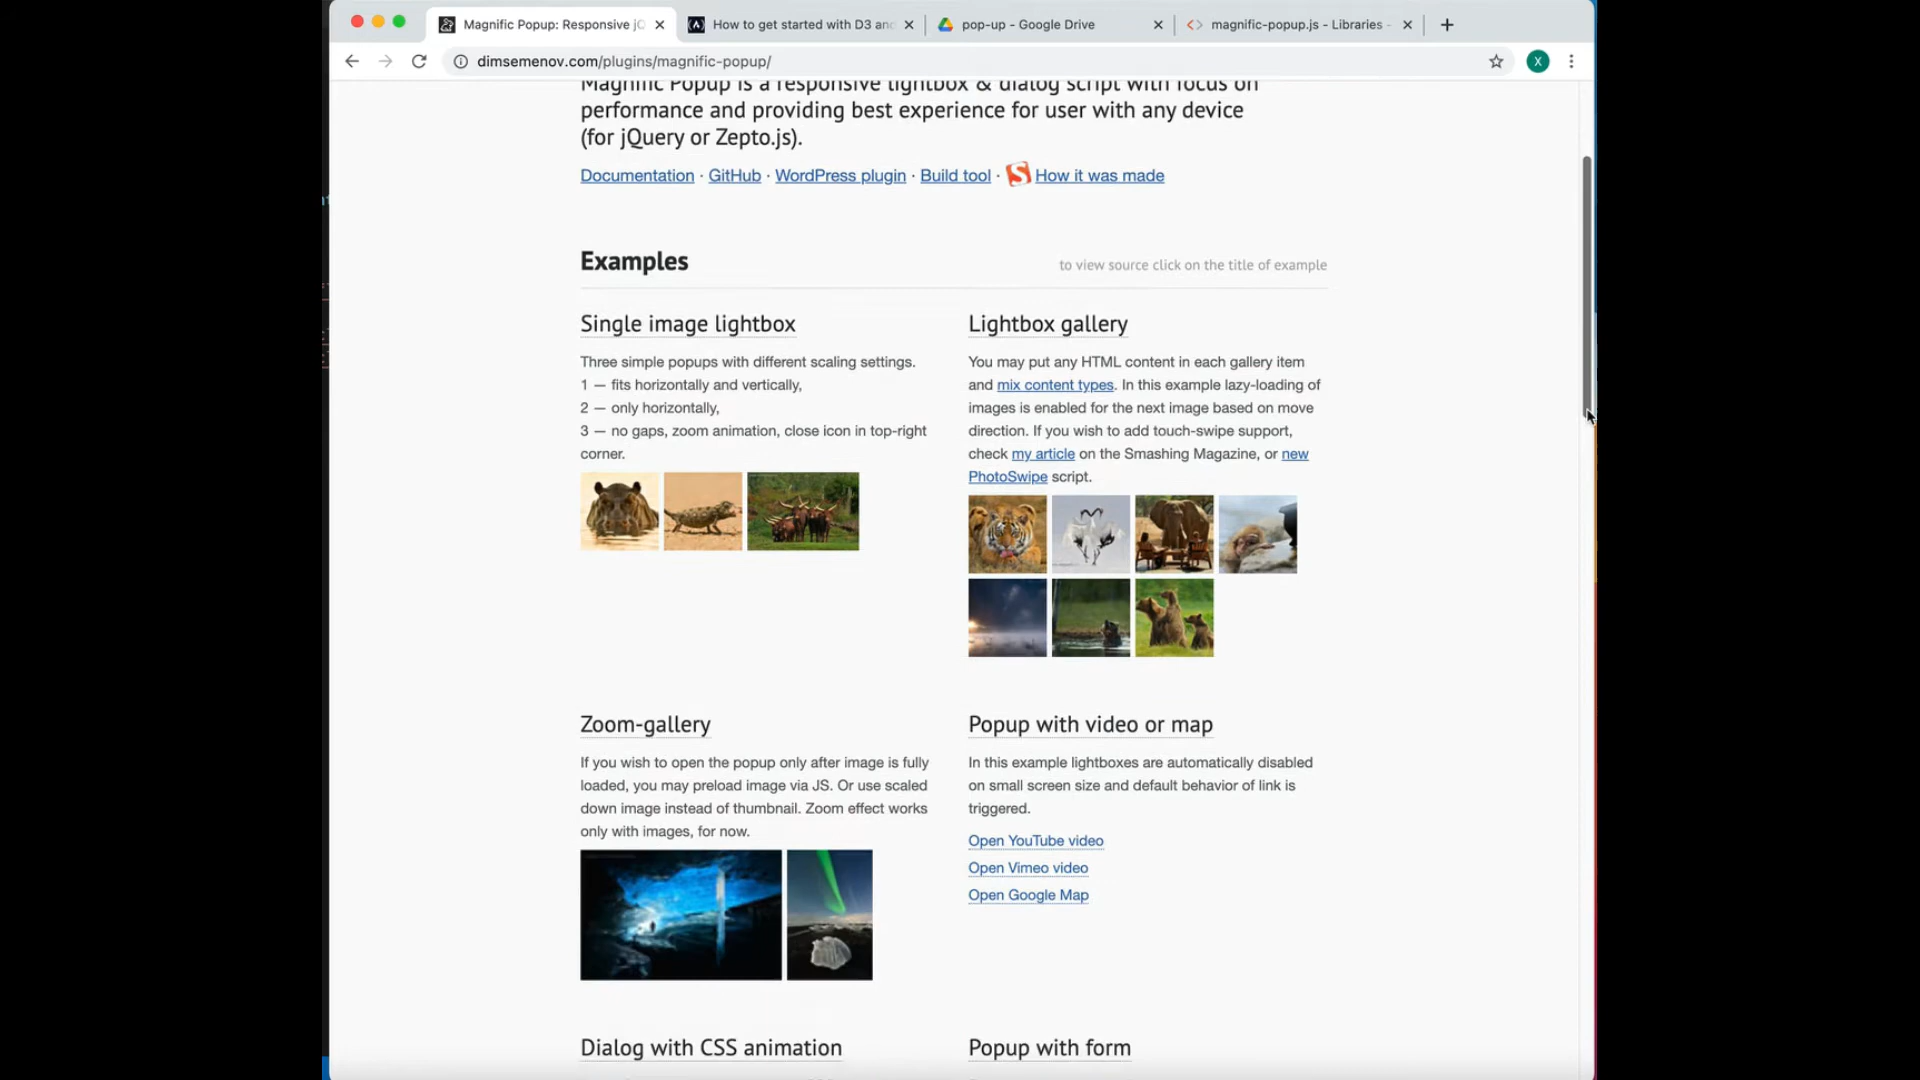 Magnific Popup: Responsive jQ
How to get started with D3 and
pop-up - Google Drive
magnific-popup.js - Libraries -
dimsemenov.com/plugins/magnific-popup/
X
Magnific Popup is a responsive lightbox & dialog script with focus on
performance and providing best experience for user with any device
(for jQuery or Zepto.js).
Documentation · GitHub · WordPress plugin · Build tool · How it was made
Examples
to view source click on the title of example
Single image lightbox
Three simple popups with different scaling settings.
1 — fits horizontally and vertically,
2 — only horizontally,
3 — no gaps, zoom animation, close icon in top-right
corner.
Lightbox gallery
You may put any HTML content in each gallery item
and mix content types. In this example lazy-loading of
images is enabled for the next image based on move
direction. If you wish to add touch-swipe support,
check my article on the Smashing Magazine, or new
PhotoSwipe script.
Zoom-gallery
If you wish to open the popup only after image is fully
loaded, you may preload image via JS. Or use scaled
down image instead of thumbnail. Zoom effect works
only with images, for now.
Popup with video or map
In this example lightboxes are automatically disabled
on small screen size and default behavior of link is
triggered.
Open YouTube video
Open Vimeo video
Open Google Map
Dialog with CSS animation
Popup with form